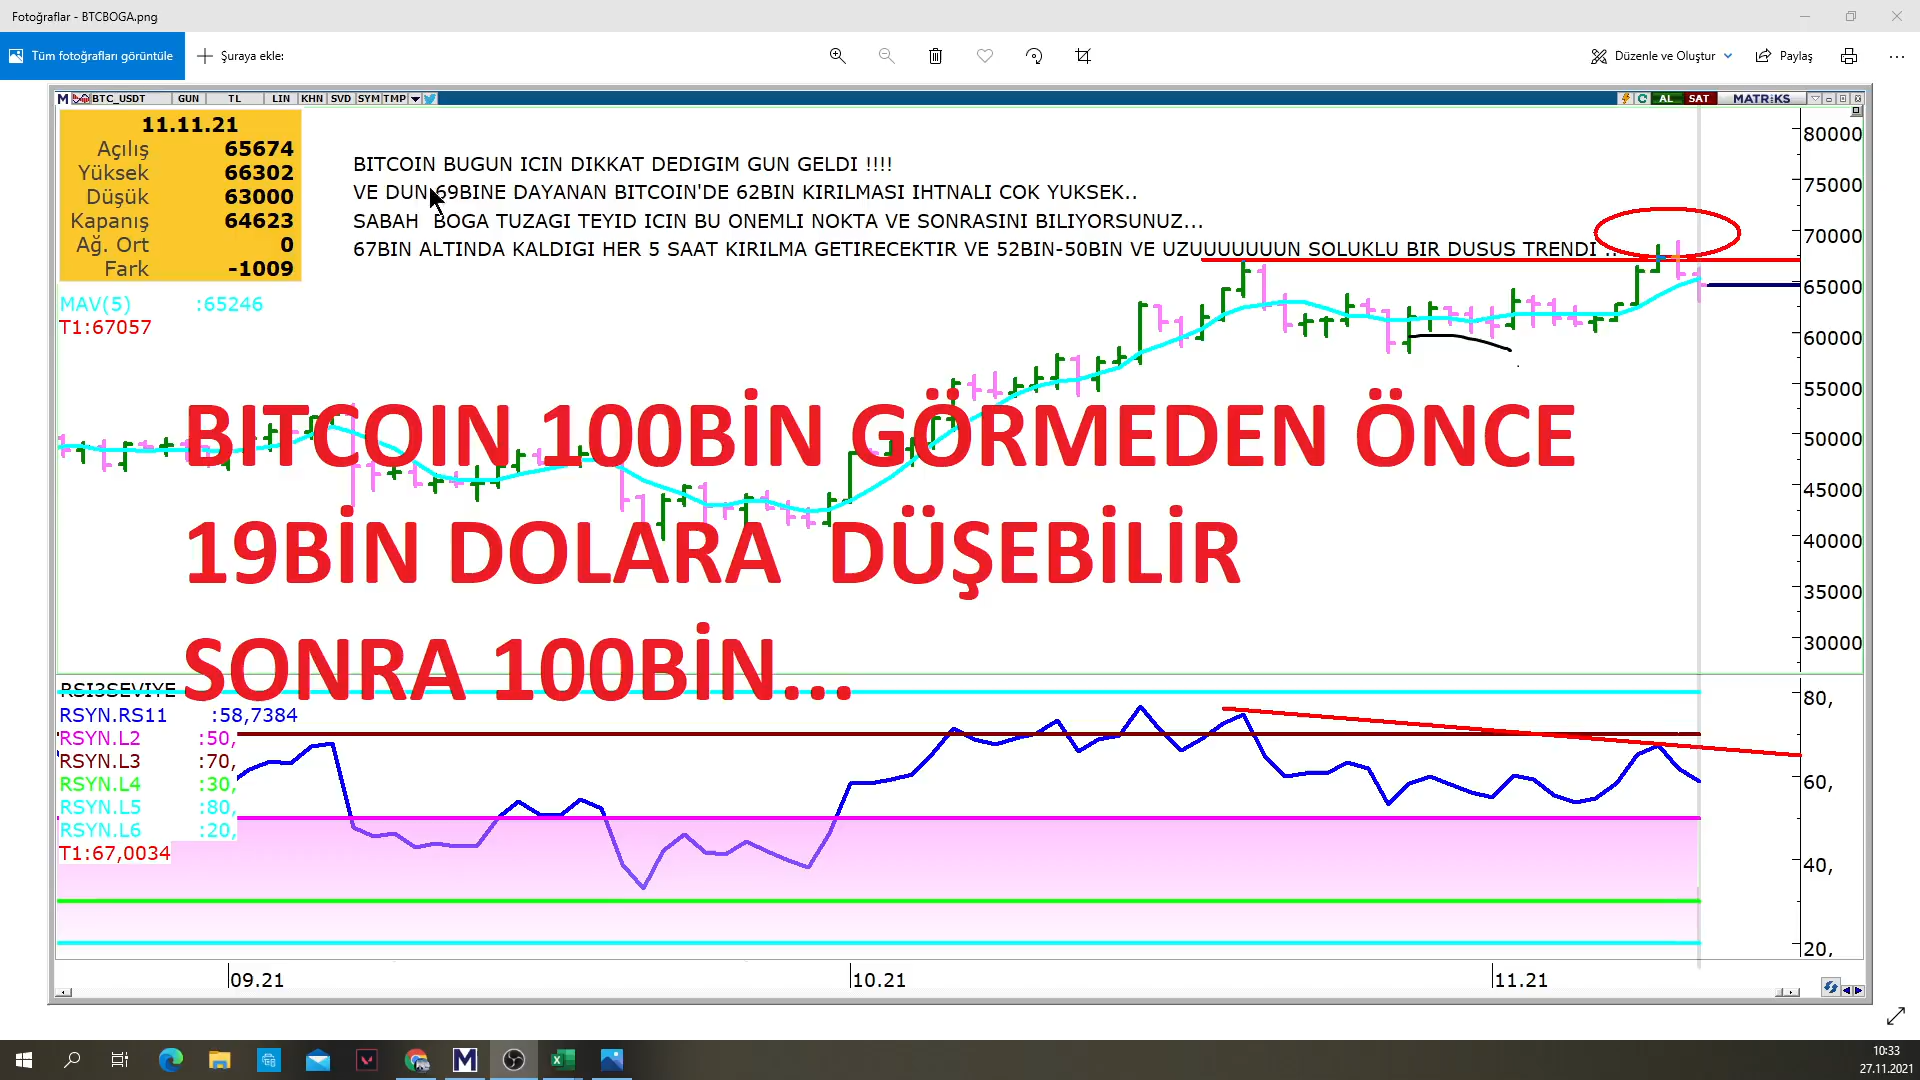 Fotoğraflar - BTCBOGA.png
Tüm fotoğrafları görüntüle
Şuraya ekle:
Düzenle ve Oluştur
Paylaş
BTC_USDT GUN TL LIN KHN SVD SYM TMP
AL SAT MATRiKS
11.11.21
Açılış 65674
Yüksek 66302
Düşük 63000
Kapanış 64623
Ağ. Ort 0
Fark -1009
MAV(5) :65246
T1:67057
BITCOIN BUGUN ICIN DIKKAT DEDIGIM GUN GELDI !!!!
VE DUN 69BINE DAYANAN BITCOIN'DE 62BIN KIRILMASI IHTNALI COK YUKSEK..
SABAH BOGA TUZAGI TEYID ICIN BU ONEMLI NOKTA VE SONRASINI BILIYORSUNUZ...
67BIN ALTINDA KALDIGI HER 5 SAAT KIRILMA GETIRECEKTIR VE 52BIN-50BIN VE UZUUUUUUUN SOLUKLU BIR DUSUS TRENDI ..
80000
75000
70000
65000
60000
55000
50000
45000
40000
35000
30000
BITCOIN 100BİN GÖRMEDEN ÖNCE
19BİN DOLARA DÜŞEBİLİR
SONRA 100BİN...
RSI3SEVIYE
RSYN.RS11 :58,7384
RSYN.L2 :50,
RSYN.L3 :70,
RSYN.L4 :30,
RSYN.L5 :80,
RSYN.L6 :20,
T1:67,0034
80,
60,
40,
20,
09.21
10.21
11.21
10:33
27.11.2021